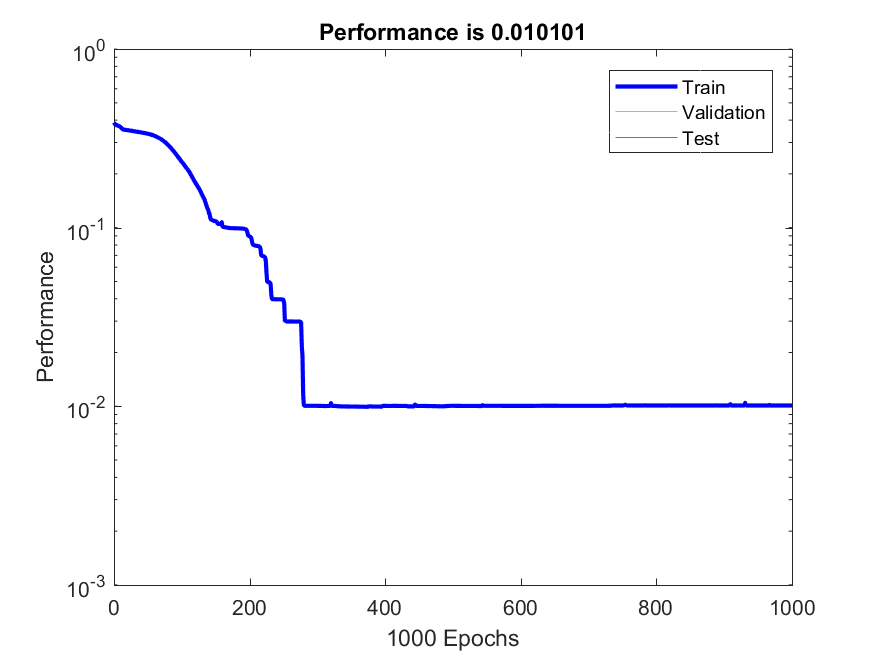 Performance is 0.010101
10^0
10^-1
10^-2
10^-3
Performance
Train
Validation
Test
0 200 400 600 800 1000
1000 Epochs